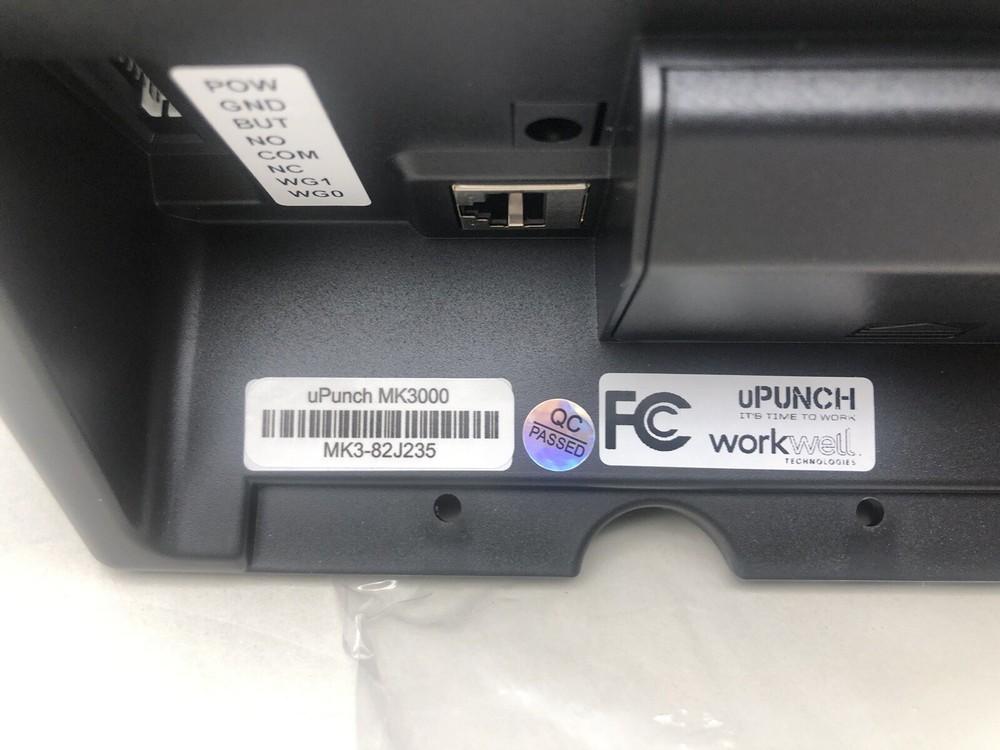 POW
GND
BUT
NO
COM
NC
WG1
WG0
uPunch MK3000
MK3-82J235
QC
PASSED
FC
uPUNCH
IT'S TIME TO WORK
workwell.
TECHNOLOGIES